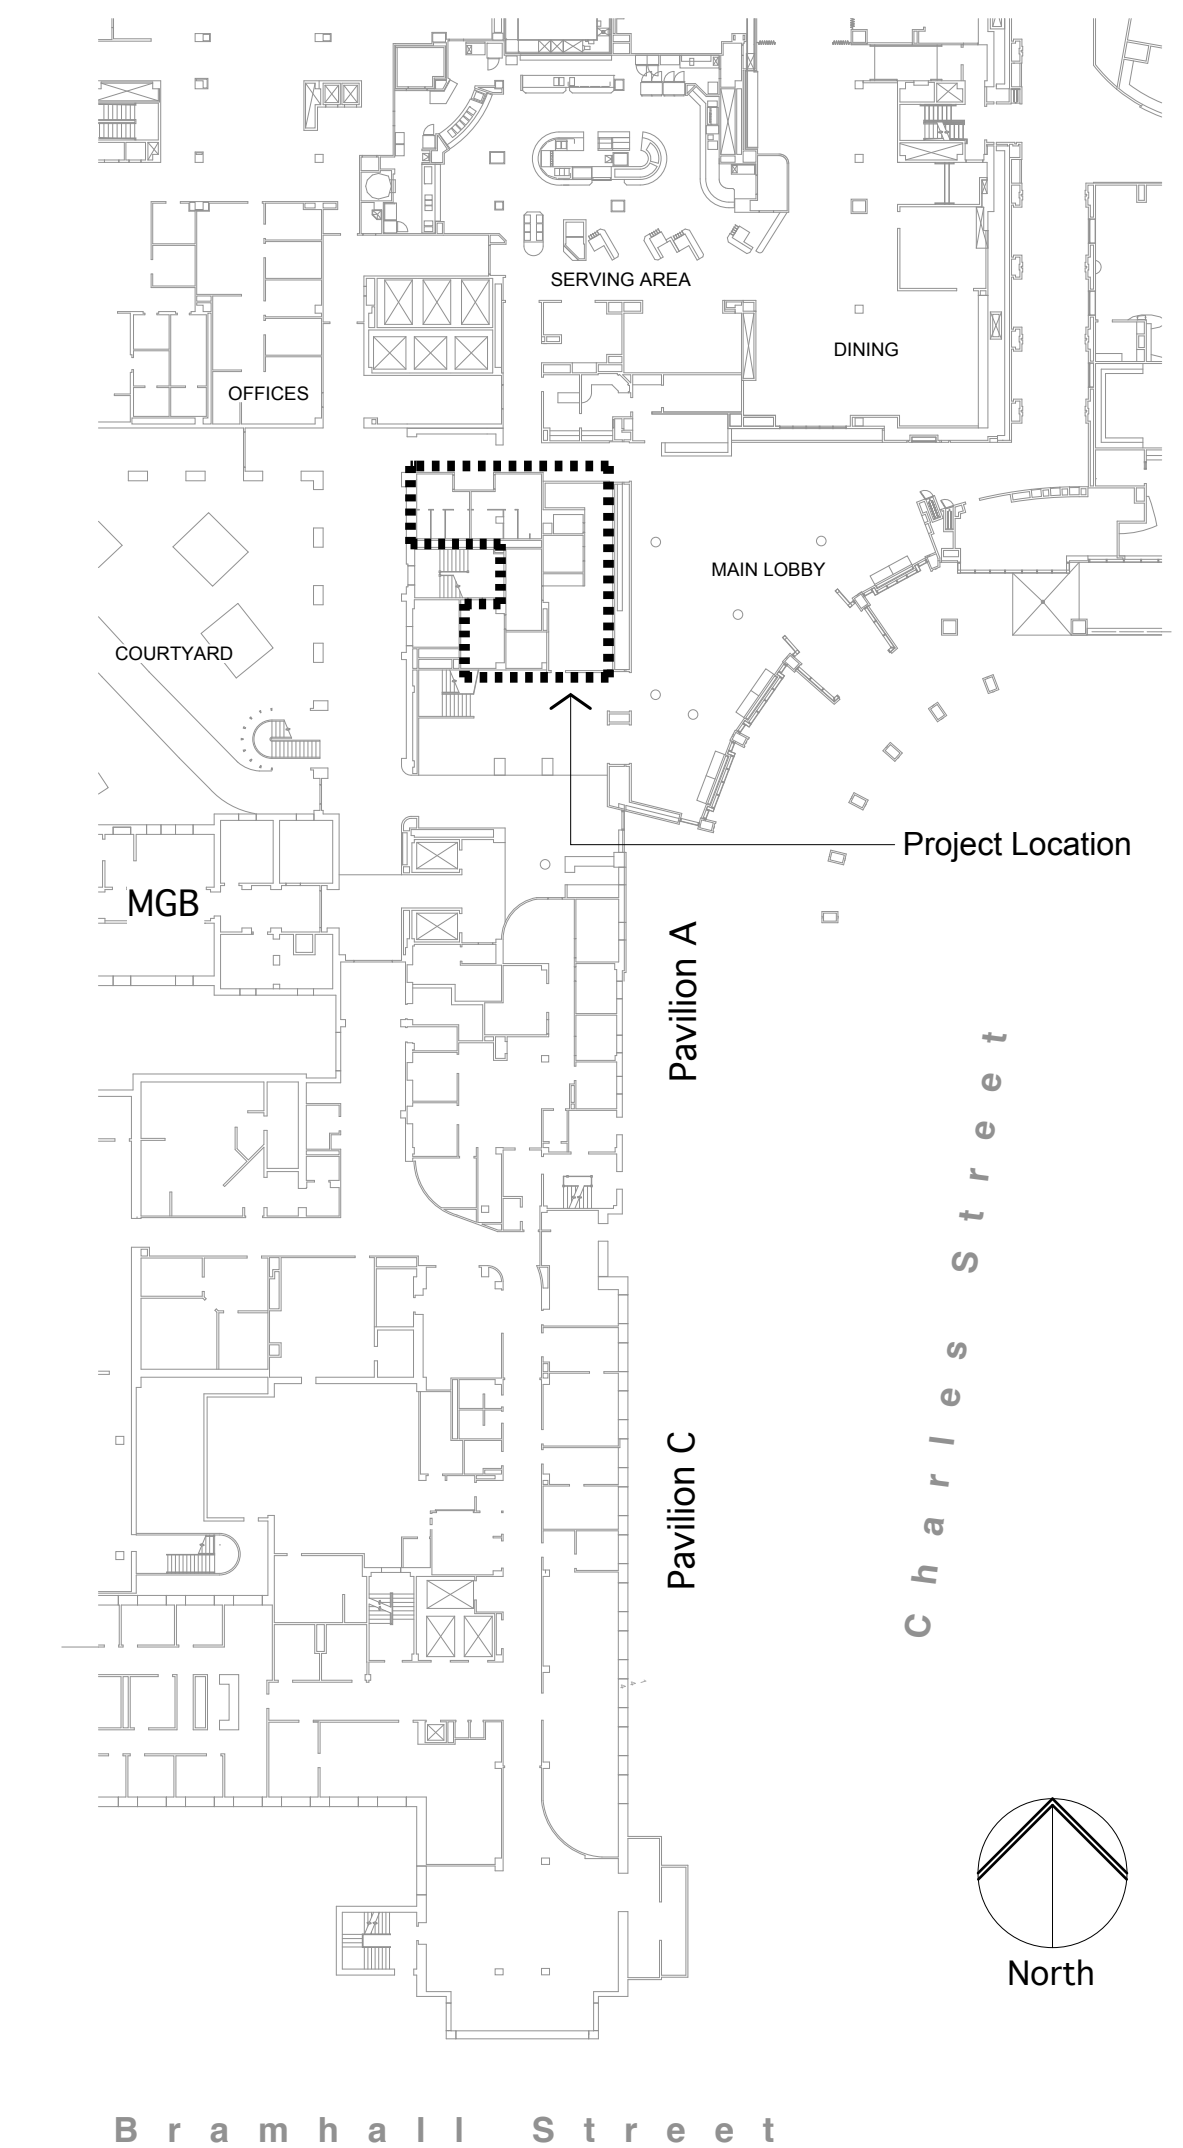 SERVING AREA
DINING
OFFICES
MAIN LOBBY
COURTYARD
Project Location
MGB
Pavilion A
Charles Street
Pavilion C
North
Bramhall Street